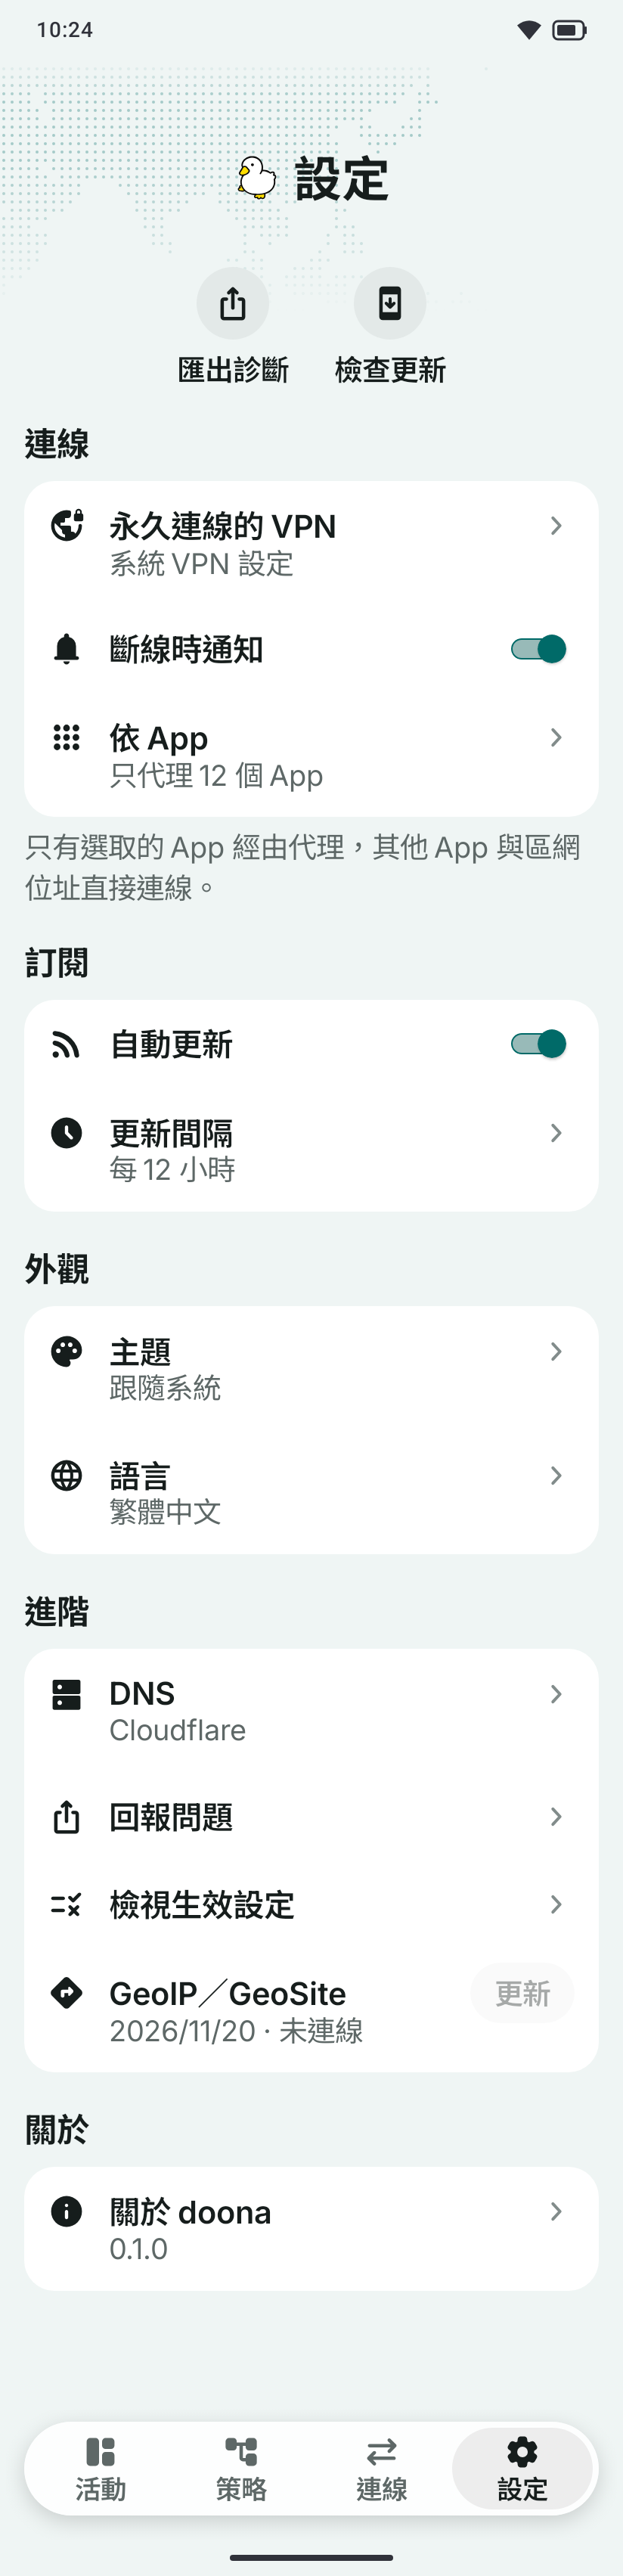 10:24
設定
匯出診斷
檢查更新
連線
永久連線的 VPN
系統 VPN 設定
斷線時通知
依 App
只代理 12 個 App
只有選取的 App 經由代理，其他 App 與區網
位址直接連線。
訂閱
自動更新
更新間隔
每 12 小時
外觀
主題
跟隨系統
語言
繁體中文
進階
DNS
Cloudflare
回報問題
檢視生效設定
GeoIP／GeoSite
更新
2026/11/20 · 未連線
關於
關於 doona
0.1.0
活動
策略
連線
設定